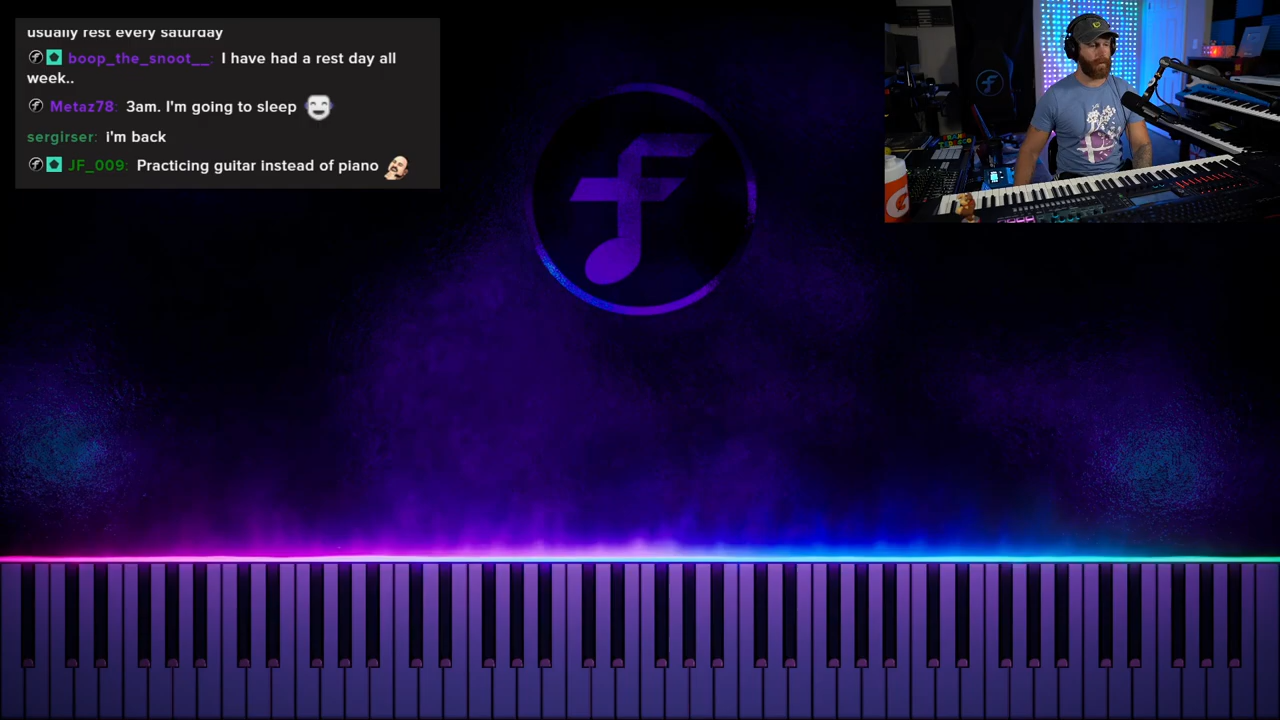 usually rest every saturday
boop_the_snoot__: I have had a rest day all
week..
Metaz78: 3am. I'm going to sleep
sergirser: i'm back
JF_009: Practicing guitar instead of piano